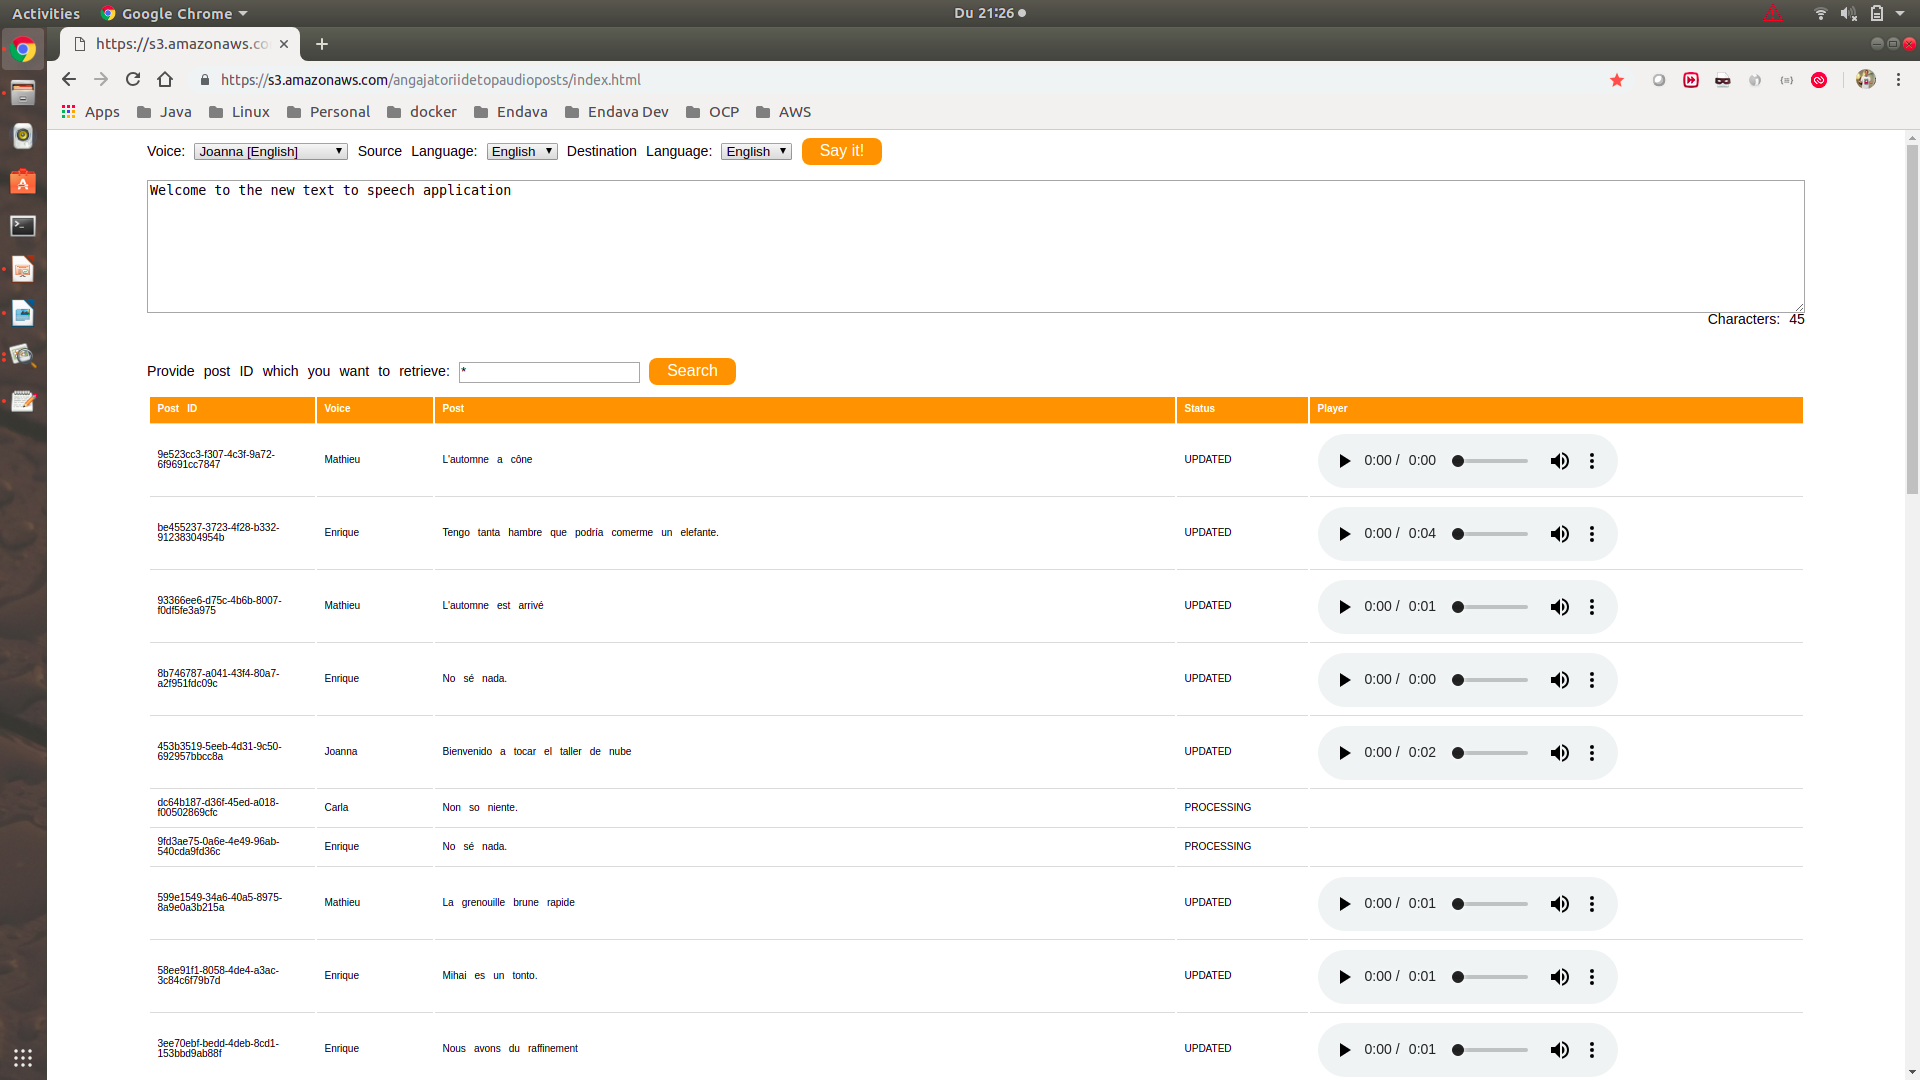 Activities Google Chrome Du 21:26
https://s3.amazonaws.co
https://s3.amazonaws.com/angajatoriidetopaudioposts/index.html
Apps Java Linux Personal docker Endava Endava Dev OCP AWS
Voice: Joanna [English] Source Language: English Destination Language: English Say it!
Welcome to the new text to speech application
Characters: 45
Provide post ID which you want to retrieve: * Search
Post ID Voice Post Status Player
9e523cc3-f307-4c3f-9a72-
6f9691cc7847 Mathieu L'automne a cône UPDATED 0:00 / 0:00
be455237-3723-4f28-b332-
91238304954b Enrique Tengo tanta hambre que podría comerme un elefante. UPDATED 0:00 / 0:04
93366ee6-d75c-4b6b-8007-
f0df5fe3a975 Mathieu L'automne est arrivé UPDATED 0:00 / 0:01
8b746787-a041-43f4-80a7-
a2f951fdc09c Enrique No sé nada. UPDATED 0:00 / 0:00
453b3519-5eeb-4d31-9c50-
692957bbcc8a Joanna Bienvenido a tocar el taller de nube UPDATED 0:00 / 0:02
dc64b187-d36f-45ed-a018-
f00502869cfc Carla Non so niente. PROCESSING
9fd3ae75-0a6e-4e49-96ab-
540cda9fd36c Enrique No sé nada. PROCESSING
599e1549-34a6-40a5-8975-
8a9e0a3b215a Mathieu La grenouille brune rapide UPDATED 0:00 / 0:01
58ee91f1-8058-4de4-a3ac-
3c84c6f79b7d Enrique Mihai es un tonto. UPDATED 0:00 / 0:01
3ee70ebf-bedd-4deb-8cd1-
153bbd9ab88f Enrique Nous avons du raffinement UPDATED 0:00 / 0:01